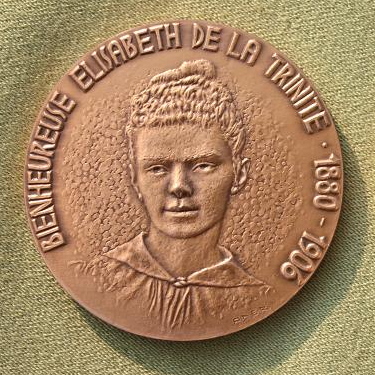 BIENHEUREUSE ELISABETH DE LA TRINITE · 1880 - 1906